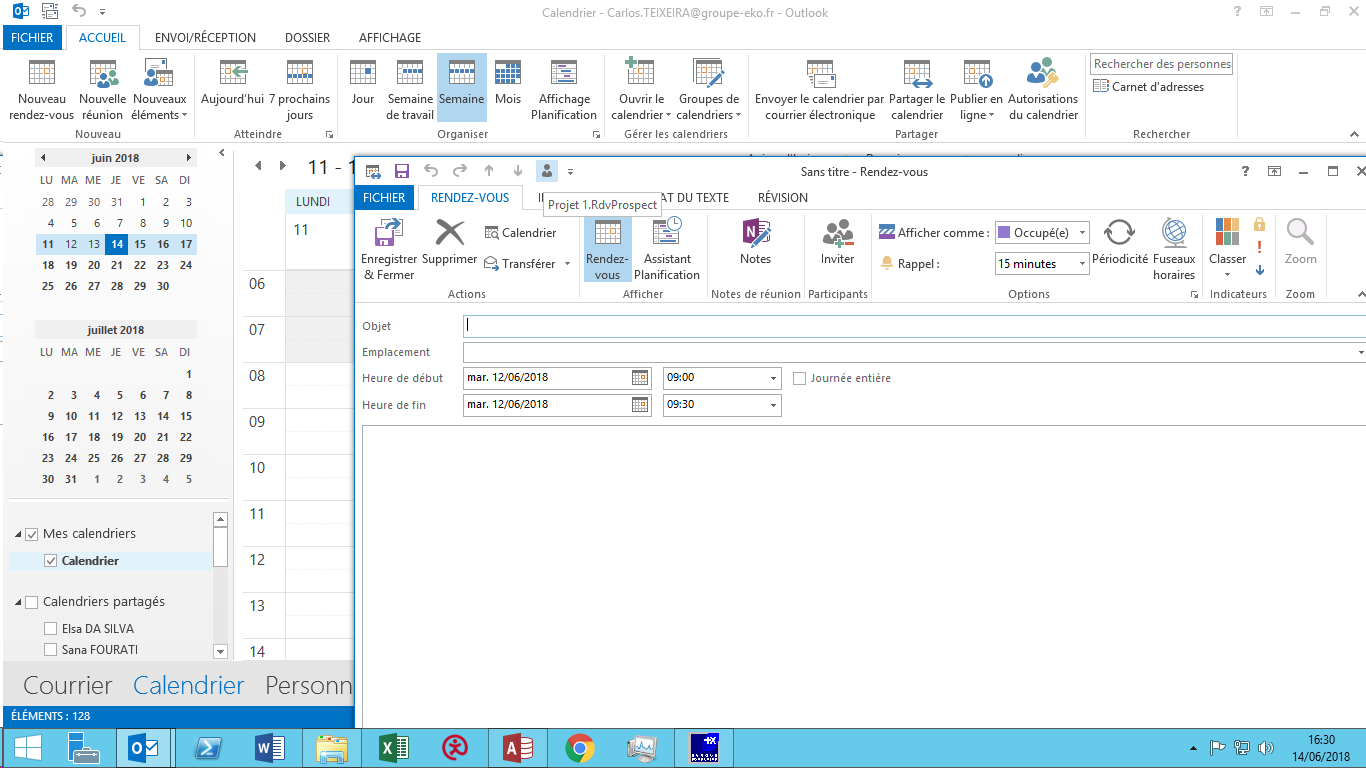 Calendrier - Carlos.TEIXEIRA@groupe-eko.fr - Outlook
FICHIER ACCUEIL ENVOI/RÉCEPTION DOSSIER AFFICHAGE
Nouveau rendez-vous
Nouvelle réunion
Nouveaux éléments
Aujourd'hui
7 prochains jours
Jour
Semaine de travail
Semaine
Mois
Affichage Planification
Ouvrir le calendrier
Groupes de calendriers
Envoyer le calendrier par courrier électronique
Partager le calendrier
Publier en ligne
Autorisations du calendrier
Rechercher des personnes
Carnet d'adresses
Nouveau Atteindre Organiser Gérer les calendriers Partager Rechercher
juin 2018
LU MA ME JE VE SA DI
28 29 30 31 1 2 3
4 5 6 7 8 9 10
11 12 13 14 15 16 17
18 19 20 21 22 23 24
25 26 27 28 29 30
juillet 2018
LU MA ME JE VE SA DI
1
2 3 4 5 6 7 8
9 10 11 12 13 14 15
16 17 18 19 20 21 22
23 24 25 26 27 28 29
30 31 1 2 3 4 5
Mes calendriers
Calendrier
Calendriers partagés
Elsa DA SILVA
Sana FOURATI
Courrier Calendrier Personn
ÉLÉMENTS : 128
11 - 1
LUNDI
11
06
07
08
09
10
11
12
13
14
Sans titre - Rendez-vous
FICHIER RENDEZ-VOUS AT DU TEXTE RÉVISION
Projet 1.RdvProspect
Enregistrer & Fermer
Supprimer
Calendrier
Transférer
Rendez-vous
Assistant Planification
Notes
Inviter
Afficher comme : Occupé(e)
Rappel : 15 minutes
Périodicité
Fuseaux horaires
Classer
Zoom
Actions Afficher Notes de réunion Participants Options Indicateurs Zoom
Objet
Emplacement
Heure de début mar. 12/06/2018 09:00 Journée entière
Heure de fin mar. 12/06/2018 09:30
16:30
14/06/2018